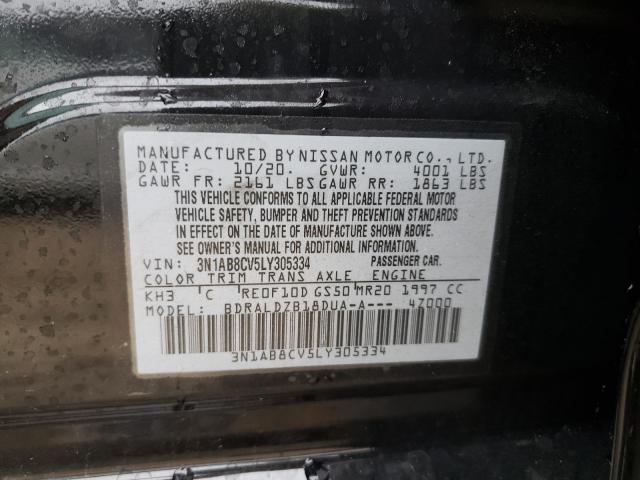 MANUFACTURED BY NISSAN MOTOR CO., LTD.
DATE: 10/20. GVWR: 4001 LBS
GAWR FR: 2161 LBS GAWR RR: 1863 LBS
THIS VEHICLE CONFORMS TO ALL APPLICABLE FEDERAL MOTOR
VEHICLE SAFETY, BUMPER AND THEFT PREVENTION STANDARDS
IN EFFECT ON THE DATE OF MANUFACTURE SHOWN ABOVE.
SEE OWNER'S MANUAL FOR ADDITIONAL INFORMATION.
VIN: 3N1AB8CV5LY305334 PASSENGER CAR.
COLOR TRIM TRANS AXLE ENGINE
KH3 C RE0F10D GS50 MR20 1997 CC
MODEL: BDRALDZB18DUA-A--- 47000
3N1AB8CV5LY305334